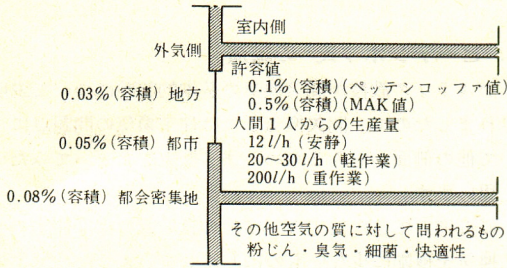 室内側
外気側
許容値
0.1%(容積)(ペッテンコッファ値)
0.5%(容積)(MAK値)
人間1人からの生産量
12l/h(安静)
20〜30l/h(軽作業)
200l/h(重作業)
0.03%(容積)地方
0.05%(容積)都市
0.08%(容積)都会密集地
その他空気の質に対して問われるもの
粉じん・臭気・細菌・快適性